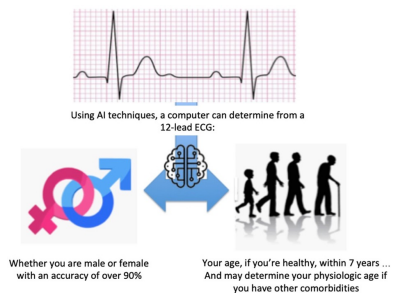 Using AI techniques, a computer can determine from a
12-lead ECG:
Whether you are male or female
with an accuracy of over 90%
Your age, if you're healthy, within 7 years ...
And may determine your physiologic age if
you have other comorbidities